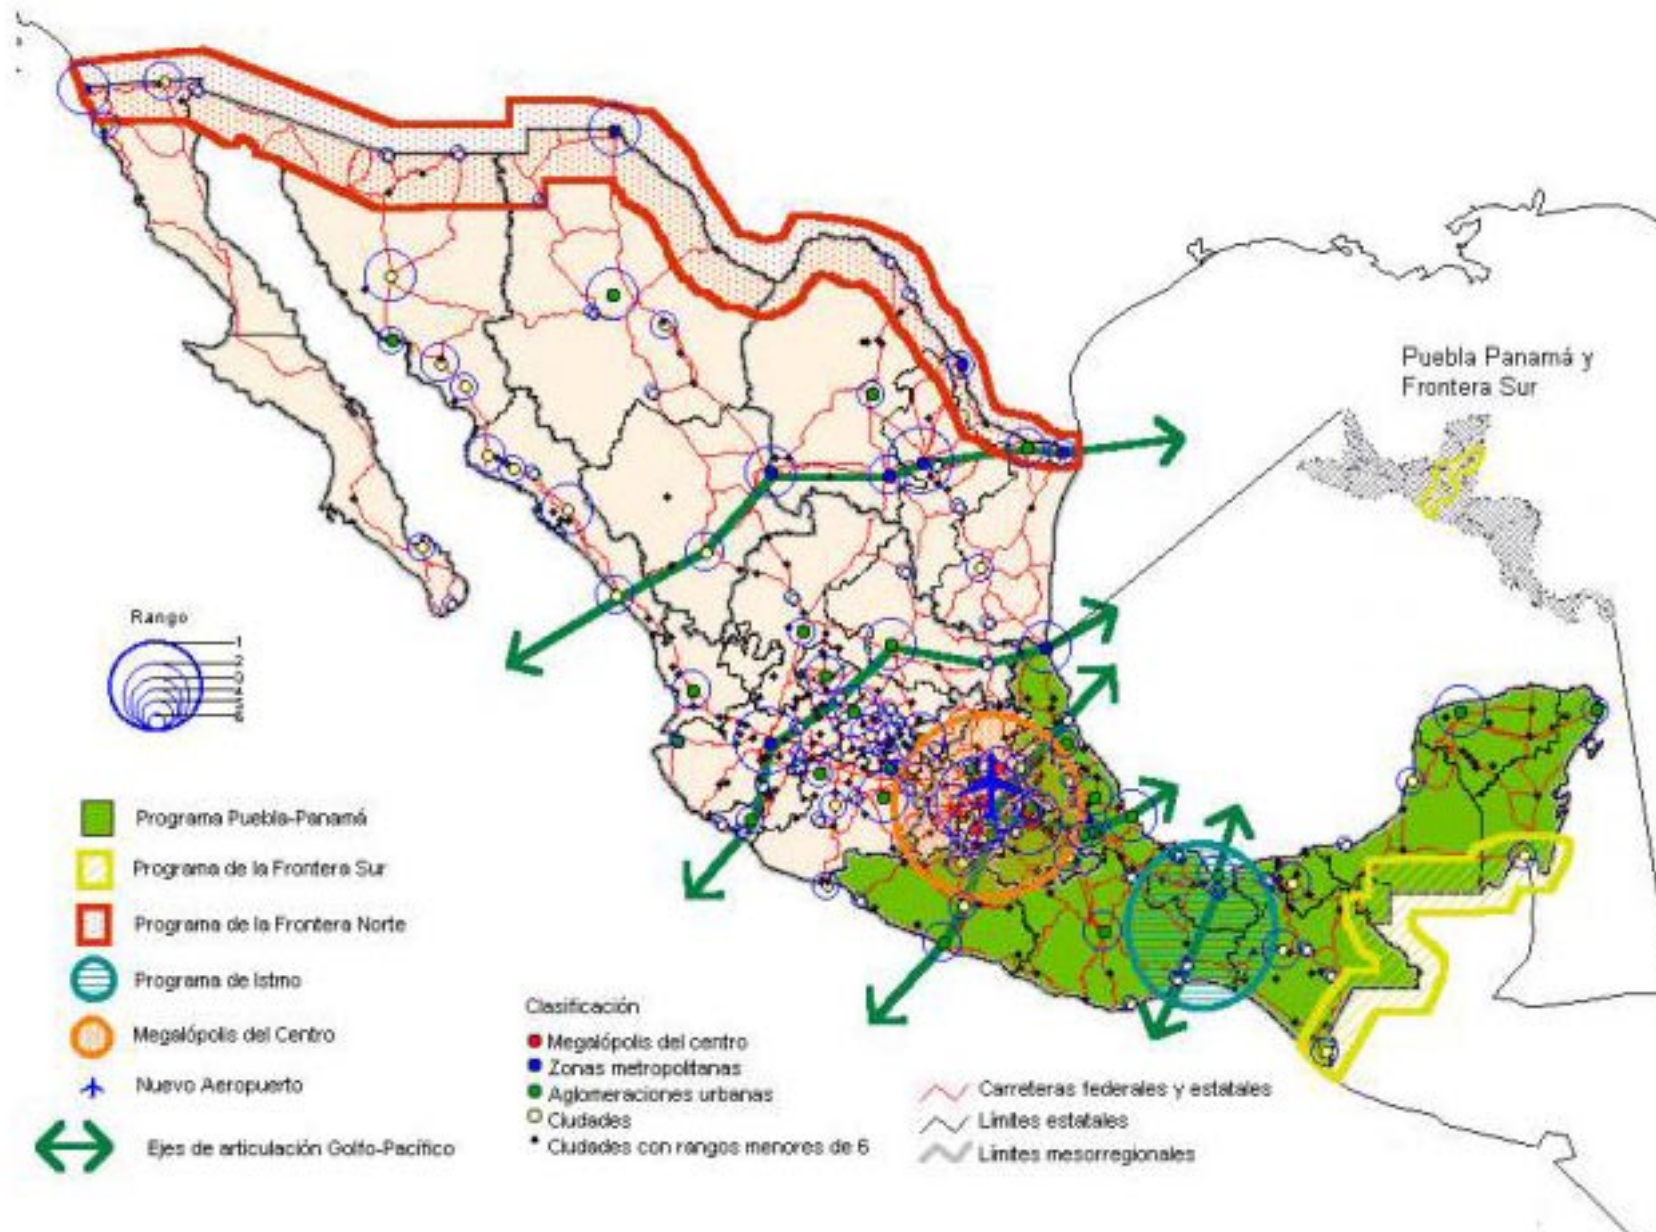 Puebla Panamá y
Frontera Sur
Rango
1
Programa Puebla-Panamá
Programa de la Frontera Sur
Programa de la Frontera Norte
Programa de Istmo
Megalópolis del Centro
Nuevo Aeropuerto
Ejes de articulación Golfo-Pacífico
Clasificación
Megalópolis del centro
Zonas metropolitanas
Aglomeraciones urbanas
Ciudades
Ciudades con rangos menores de 6
Carreteras federales y estatales
Límites estatales
Límites mesorregionales